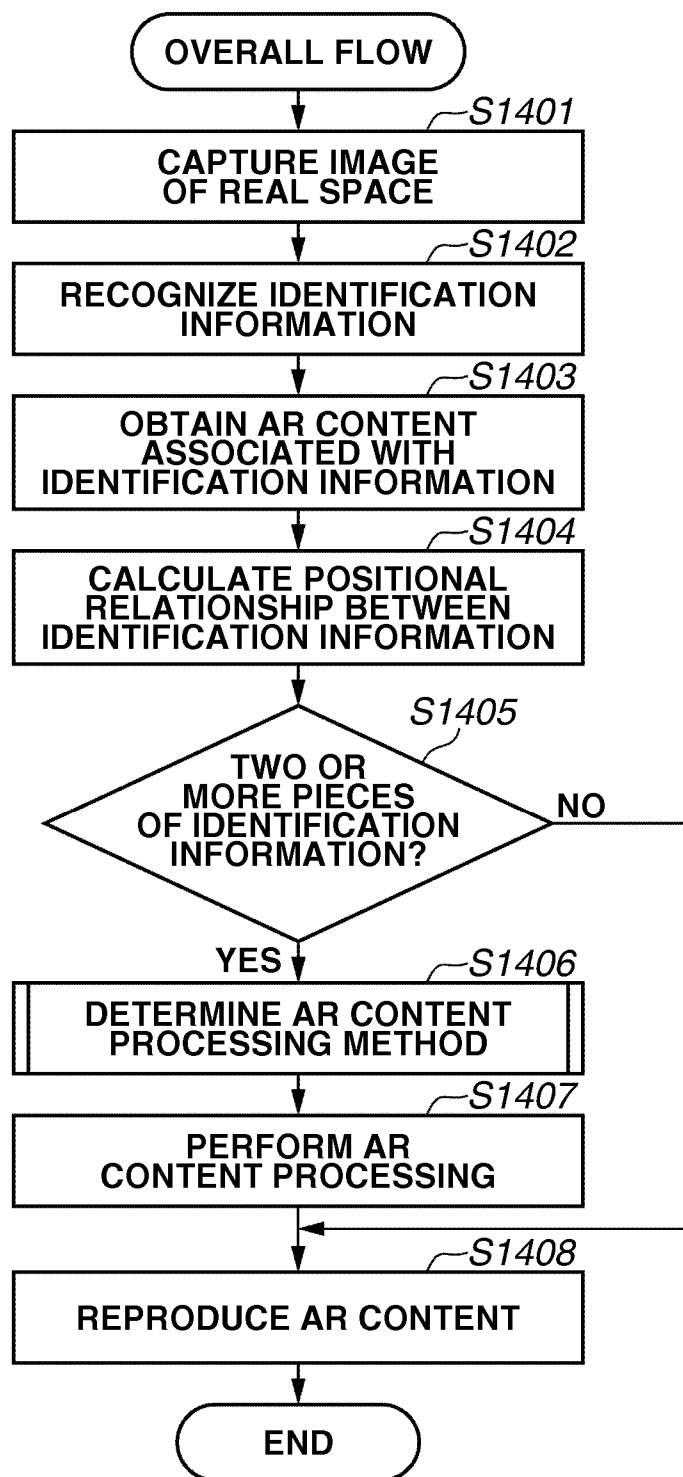 OVERALL FLOW
S1401
CAPTURE IMAGE
OF REAL SPACE
S1402
RECOGNIZE IDENTIFICATION
INFORMATION
S1403
OBTAIN AR CONTENT
ASSOCIATED WITH
IDENTIFICATION INFORMATION
S1404
CALCULATE POSITIONAL
RELATIONSHIP BETWEEN
IDENTIFICATION INFORMATION
S1405
TWO OR
MORE PIECES
OF IDENTIFICATION
INFORMATION?
NO
YES
S1406
DETERMINE AR CONTENT
PROCESSING METHOD
S1407
PERFORM AR
CONTENT PROCESSING
S1408
REPRODUCE AR CONTENT
END